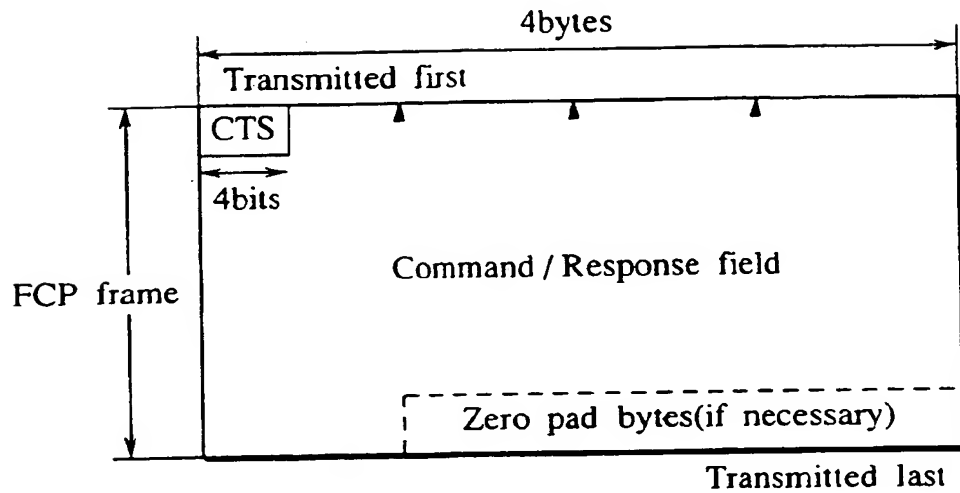 4bytes
Transmitted first
CTS
4bits
Command / Response field
FCP frame
Zero pad bytes(if necessary)
Transmitted last